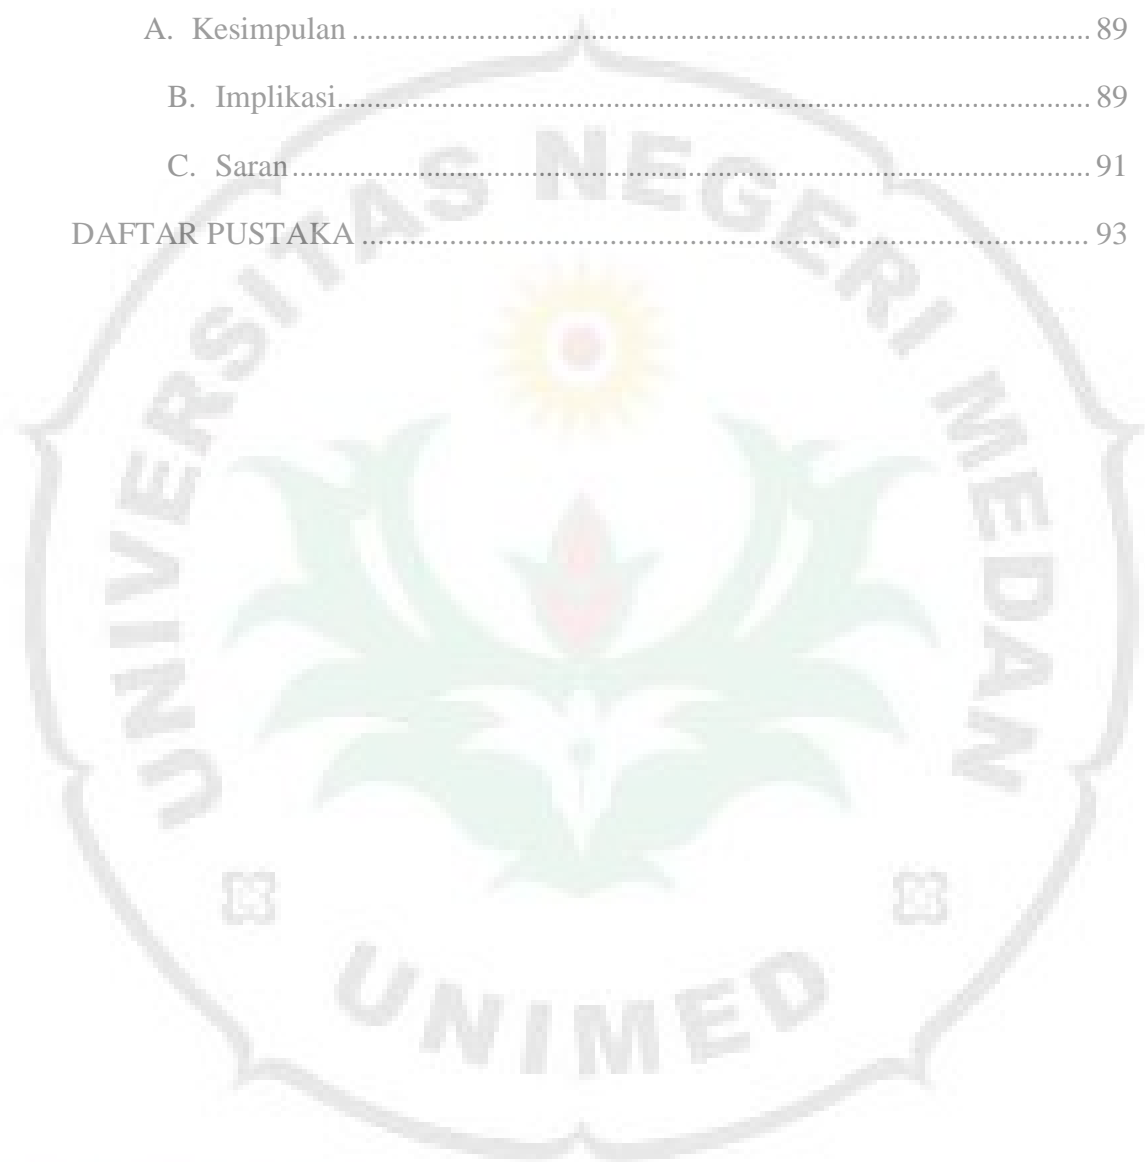 A. Kesimpulan ........................................................................................... 89
B. Implikasi............................................................................................. 89
C. Saran................................................................................................... 91
DAFTAR PUSTAKA ......................................................................................... 93
UNIVERSITAS NEGERI MEDAN
UNIMED